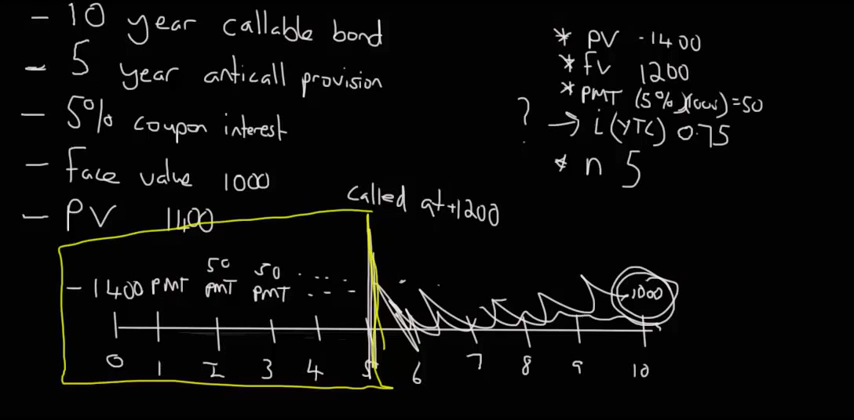 - 10 year callable bond
- 5 year anticall provision
- 5% coupon interest
- Face value 1000
- PV 1400
* PV -1400
* FV 1200
* PMT (5%)(1000)=50
? → i (YTC) 0.75
* n 5
Called at +1200
50 50
-1400 PMT PMT PMT
1000
0 1 2 3 4 5 6 7 8 9 10